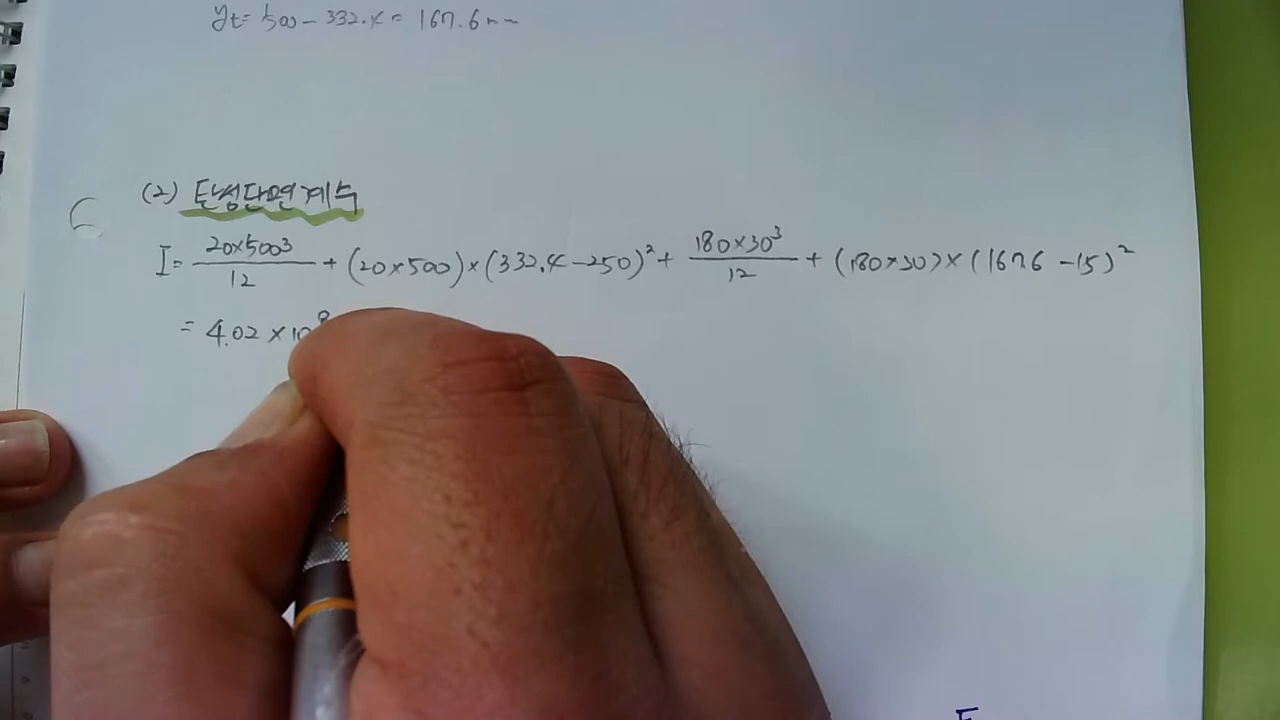 yt = 500 - 332.4 = 167.6mm
(2) 탄성단면계수
I = 20×500³/12 + (20×500)×(332.4-250)² + 180×30³/12 + (180×30)×(167.6-15)²
= 4.02×10⁸